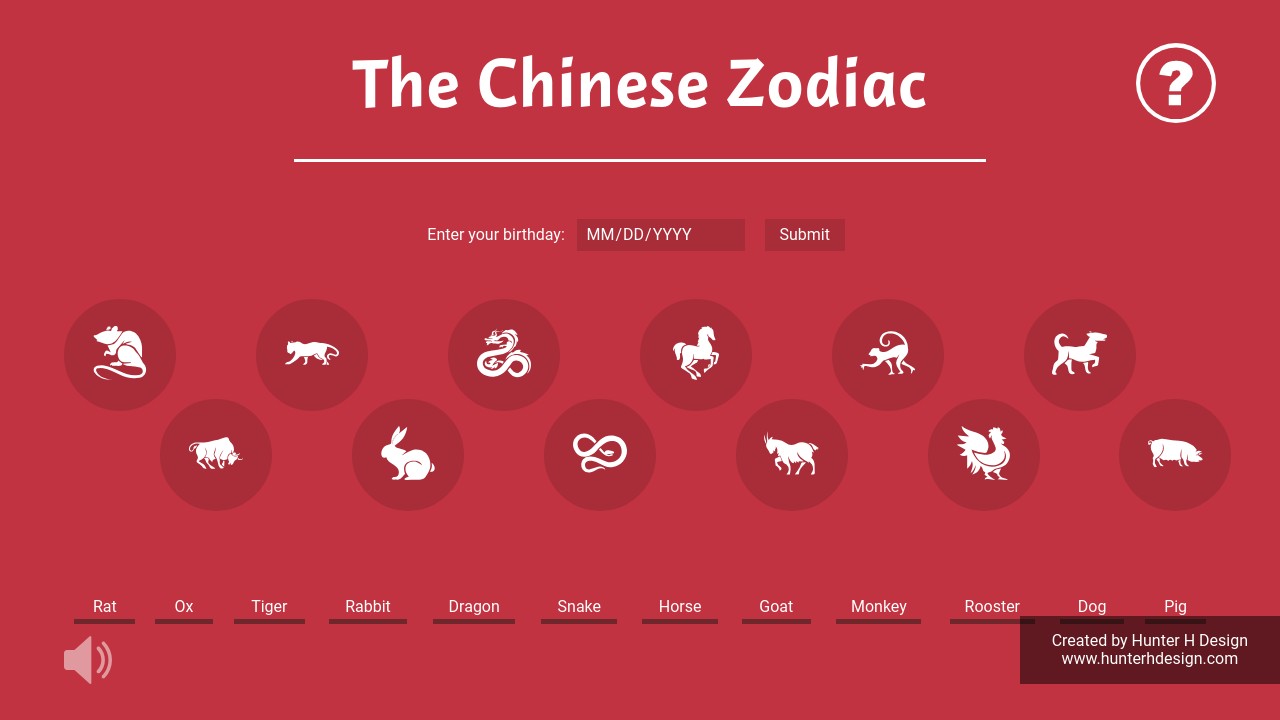 The Chinese Zodiac
?
Enter your birthday: MM/DD/YYYY Submit
Rat Ox Tiger Rabbit Dragon Snake Horse Goat Monkey Rooster Dog Pig
Created by Hunter H Design
www.hunterhdesign.com